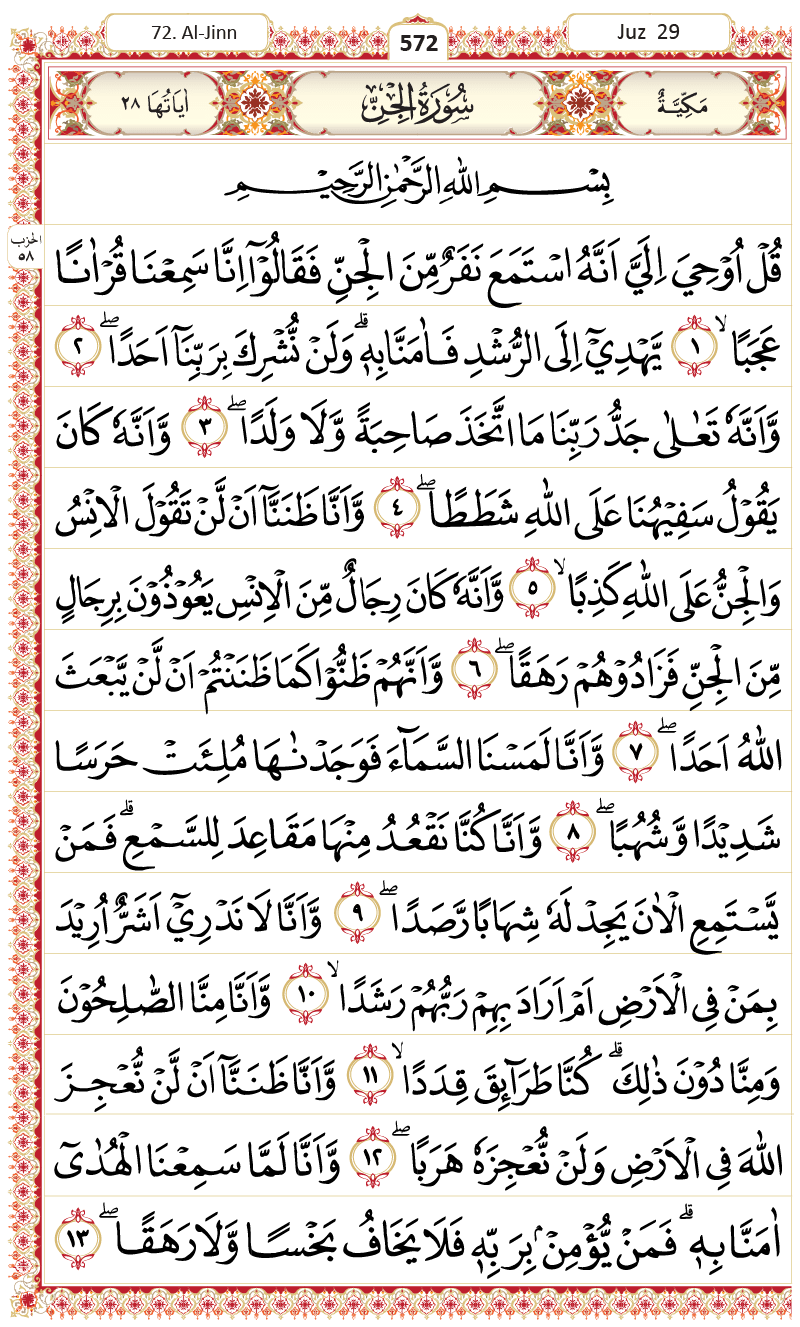 72. Al-Jinn
572
Juz 29
مَكِّيَّةٌ
سُورَةُ الْجِنِّ
اٰيَاتُهَا ٢٨
بِسْمِ اللّٰهِ الرَّحْمٰنِ الرَّحِيْمِ
الحزب
٥٨
قُلْ اُوْحِيَ اِلَيَّ اَنَّهُ اسْتَمَعَ نَفَرٌ مِّنَ الْجِنِّ فَقَالُوْٓا اِنَّا سَمِعْنَا قُرْاٰنًا
عَجَبًا ۙ ١ يَّهْدِيْٓ اِلَى الرُّشْدِ فَاٰمَنَّا بِهٖ ۗ وَلَنْ نُّشْرِكَ بِرَبِّنَآ اَحَدًا ۖ ٢
وَّاَنَّهٗ تَعٰلٰى جَدُّ رَبِّنَا مَا اتَّخَذَ صَاحِبَةً وَّلَا وَلَدًا ۖ ٣ وَّاَنَّهٗ كَانَ
يَقُوْلُ سَفِيْهُنَا عَلَى اللّٰهِ شَطَطًا ۖ ٤ وَّاَنَّا ظَنَنَّآ اَنْ لَّنْ تَقُوْلَ الْاِنْسُ
وَالْجِنُّ عَلَى اللّٰهِ كَذِبًا ۙ ٥ وَّاَنَّهٗ كَانَ رِجَالٌ مِّنَ الْاِنْسِ يَعُوْذُوْنَ بِرِجَالٍ
مِّنَ الْجِنِّ فَزَادُوْهُمْ رَهَقًا ۖ ٦ وَّاَنَّهُمْ ظَنُّوْا كَمَا ظَنَنْتُمْ اَنْ لَّنْ يَّبْعَثَ
اللّٰهُ اَحَدًا ۖ ٧ وَّاَنَّا لَمَسْنَا السَّمَآءَ فَوَجَدْنٰهَا مُلِئَتْ حَرَسًا
شَدِيْدًا وَّشُهُبًا ۖ ٨ وَّاَنَّا كُنَّا نَقْعُدُ مِنْهَا مَقَاعِدَ لِلسَّمْعِ ۗ فَمَنْ
يَّسْتَمِعِ الْاٰنَ يَجِدْ لَهٗ شِهَابًا رَّصَدًا ۖ ٩ وَّاَنَّا لَا نَدْرِيْٓ اَشَرٌّ اُرِيْدَ
بِمَنْ فِى الْاَرْضِ اَمْ اَرَادَ بِهِمْ رَبُّهُمْ رَشَدًا ۙ ١٠ وَّاَنَّا مِنَّا الصّٰلِحُوْنَ
وَمِنَّا دُوْنَ ذٰلِكَ ۗ كُنَّا طَرَآئِقَ قِدَدًا ۙ ١١ وَّاَنَّا ظَنَنَّآ اَنْ لَّنْ نُّعْجِزَ
اللّٰهَ فِى الْاَرْضِ وَلَنْ نُّعْجِزَهٗ هَرَبًا ۖ ١٢ وَّاَنَّا لَمَّا سَمِعْنَا الْهُدٰىٓ
اٰمَنَّا بِهٖ ۗ فَمَنْ يُّؤْمِنْۢ بِرَبِّهٖ فَلَا يَخَافُ بَخْسًا وَّلَا رَهَقًا ۖ ١٣